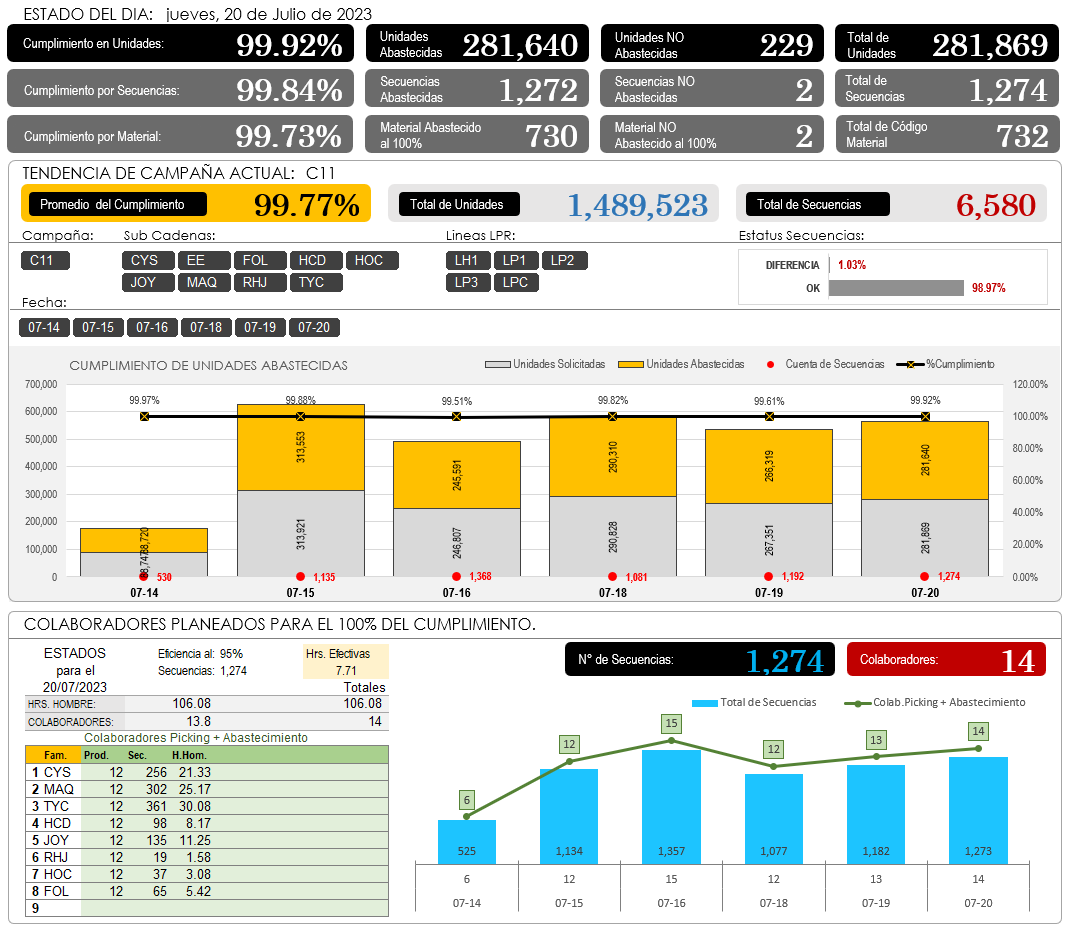 ESTADO DEL DIA: jueves, 20 de Julio de 2023
Cumplimiento en Unidades: 99.92%
Unidades Abastecidas 281,640
Unidades NO Abastecidas 229
Total de Unidades 281,869
Cumplimiento por Secuencias: 99.84%
Secuencias Abastecidas 1,272
Secuencias NO Abastecidas 2
Total de Secuencias 1,274
Cumplimiento por Material: 99.73%
Material Abastecido al 100% 730
Material NO Abastecido al 100% 2
Total de Código Material 732
TENDENCIA DE CAMPAÑA ACTUAL: C11
Promedio del Cumplimiento 99.77%
Total de Unidades 1,489,523
Total de Secuencias 6,580
Campaña: Sub Cadenas: Lineas LPR: Estatus Secuencias:
C11 CYS EE FOL HCD HOC LH1 LP1 LP2
JOY MAQ RHJ TYC LP3 LPC
DIFERENCIA 1.03%
OK 98.97%
Fecha:
07-14 07-15 07-16 07-18 07-19 07-20
CUMPLIMIENTO DE UNIDADES ABASTECIDAS
Unidades Solicitadas Unidades Abastecidas Cuenta de Secuencias %Cumplimiento
700,000 120.00%
600,000 100.00%
500,000 80.00%
400,000 60.00%
300,000 40.00%
200,000 20.00%
100,000 0.00%
0
99.97% 99.88% 99.51% 99.82% 99.61% 99.92%
88,720 313,553 245,591 290,310 266,319 281,640
88,747 313,921 246,807 290,828 267,351 281,869
530 1,135 1,368 1,081 1,192 1,274
07-14 07-15 07-16 07-18 07-19 07-20
COLABORADORES PLANEADOS PARA EL 100% DEL CUMPLIMIENTO.
ESTADOS para el 20/07/2023
Eficiencia al: 95%
Secuencias: 1,274
Hrs. Efectivas
7.71
Totales
HRS. HOMBRE: 106.08 106.08
COLABORADORES: 13.8 14
Colaboradores Picking + Abastecimiento
Fam. Prod. Sec. H.Hom.
1 CYS 12 256 21.33
2 MAQ 12 302 25.17
3 TYC 12 361 30.08
4 HCD 12 98 8.17
5 JOY 12 135 11.25
6 RHJ 12 19 1.58
7 HOC 12 37 3.08
8 FOL 12 65 5.42
9
N° de Secuencias: 1,274
Colaboradores: 14
Total de Secuencias Colab.Picking + Abastecimiento
6 12 15 12 13 14
525 1,134 1,357 1,077 1,182 1,273
6 12 15 12 13 14
07-14 07-15 07-16 07-18 07-19 07-20